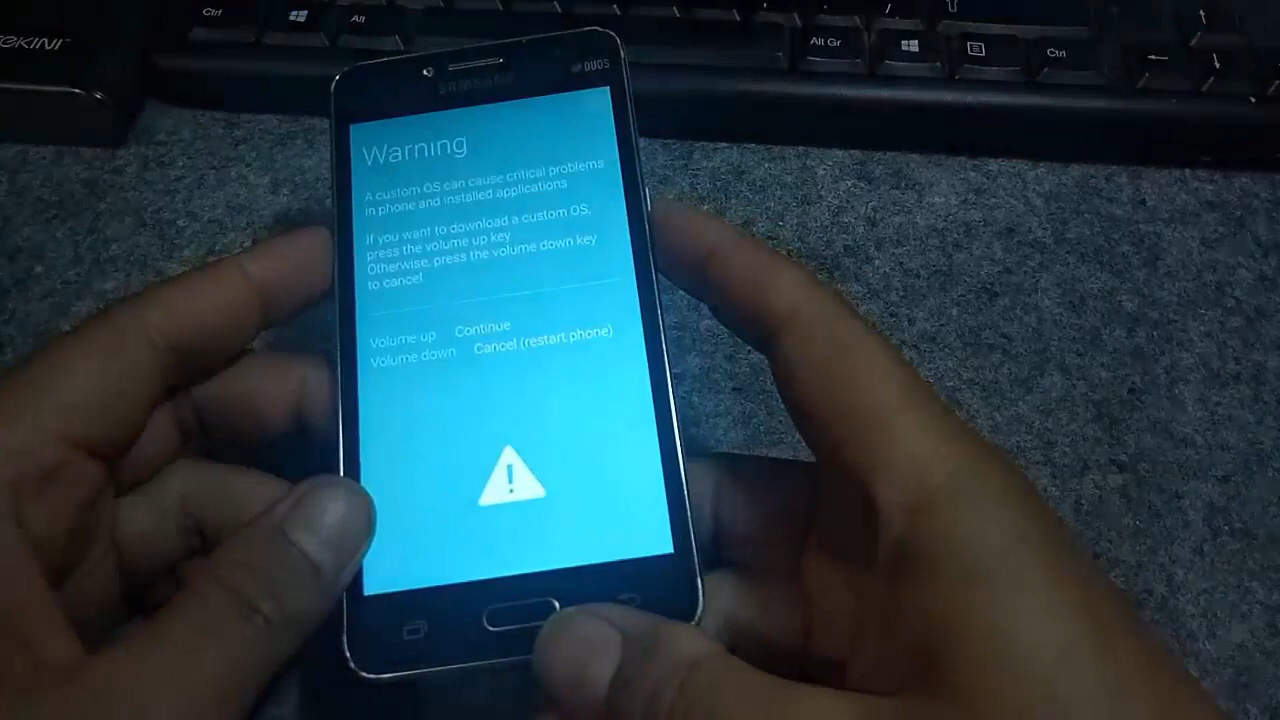 Ctrl
Alt
Alt Gr
Ctrl
SAMSUNG
DUOS
Warning
A custom OS can cause critical problems
in phone and installed applications
If you want to download a custom OS,
press the volume up key
Otherwise, press the volume down key
to cancel
Volume up Continue
Volume down Cancel (restart phone)